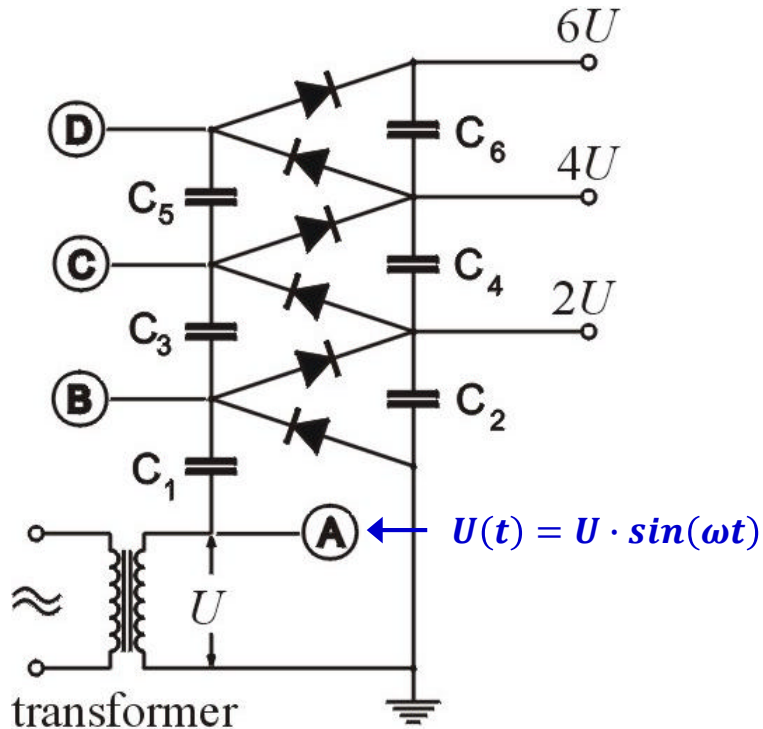 6U
D
C₆
4U
C₅
C
C₄
2U
C₃
B
C₂
C₁
A
U(t) = U · sin(ωt)
U
≈
transformer